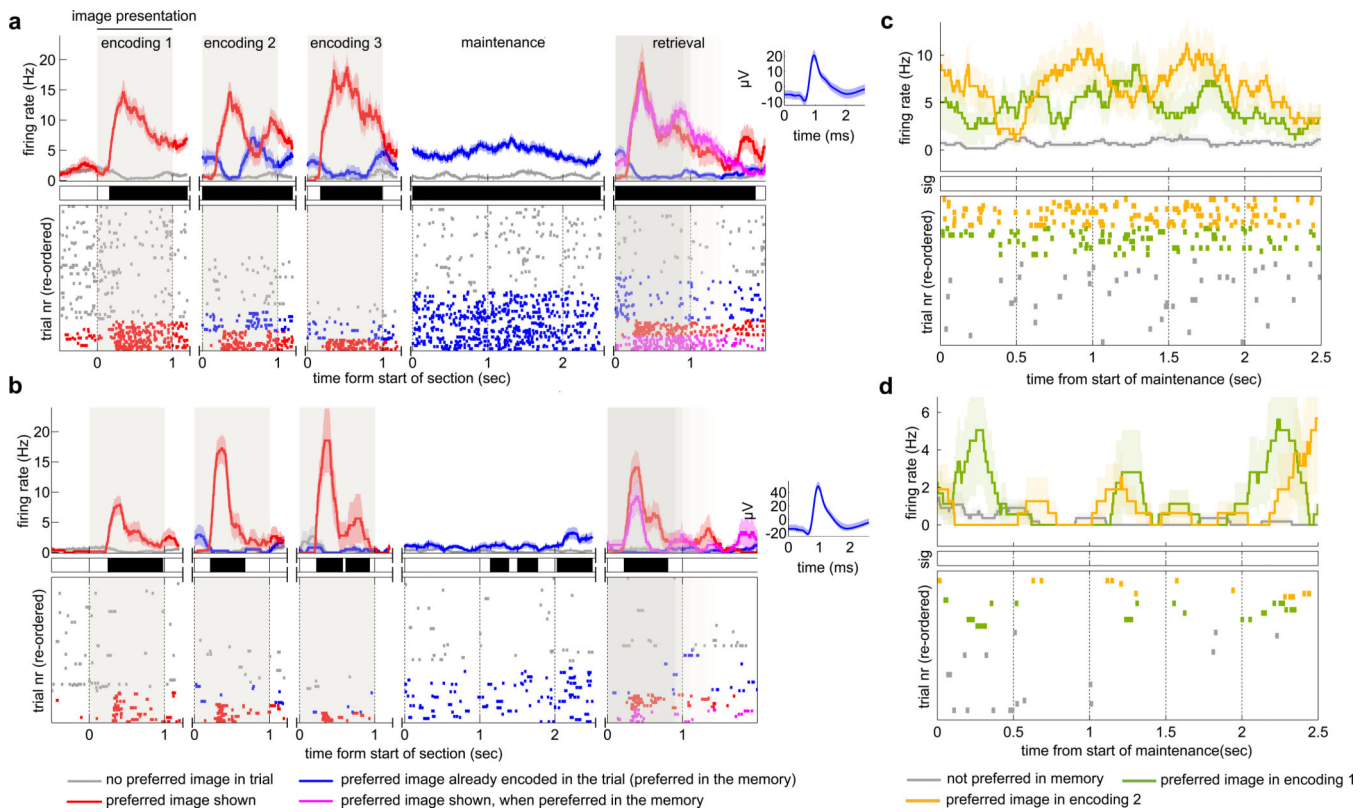 a
image presentation
encoding 1
encoding 2
encoding 3
maintenance
retrieval
firing rate (Hz)
20
15
10
5
0
µV
20
10
0
-10
0 1 2
time (ms)
trial nr (re-ordered)
0 1
0 1
0 1
0 1 2
0 1
time form start of section (sec)
b
firing rate (Hz)
20
15
10
5
0
µV
40
20
0
-20
0 1 2
time (ms)
trial nr (re-ordered)
0 1
0 1
0 1
0 1 2
0 1
time form start of section (sec)
no preferred image in trial
preferred image shown
preferred image already encoded in the trial (preferred in the memory)
preferred image shown, when pereferred in the memory
c
firing rate (Hz)
10
5
0
sig
trial nr (re-ordered)
0 0.5 1 1.5 2 2.5
time from start of maintenance (sec)
d
firing rate (Hz)
6
4
2
0
sig
trial nr (re-ordered)
0 0.5 1 1.5 2 2.5
time from start of maintenance(sec)
not preferred in memory
preferred image in encoding 1
preferred image in encoding 2